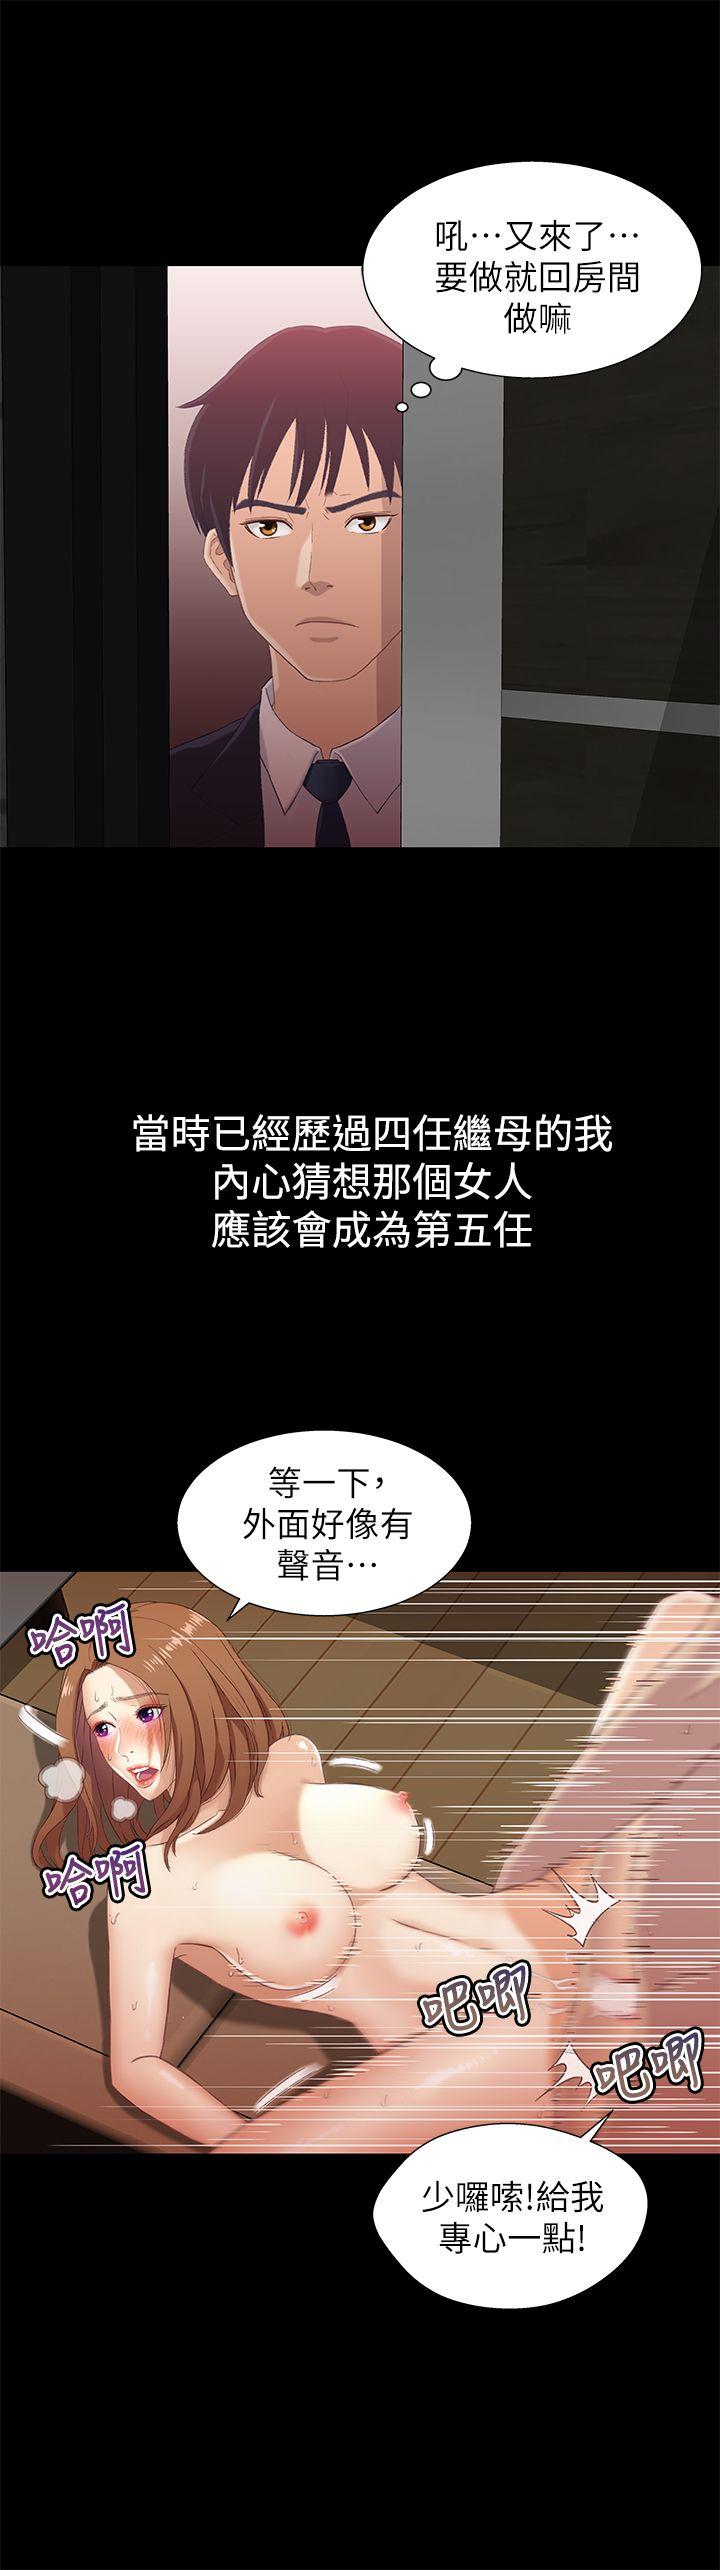 吼⋯又來了⋯
要做就回房間
做嘛
當時已經歷過四任繼母的我
內心猜想那個女人
應該會成為第五任
等一下，
外面好像有
聲音⋯
哈啊
哈啊
吧唧
吧唧
少囉嗦!給我
專心一點!